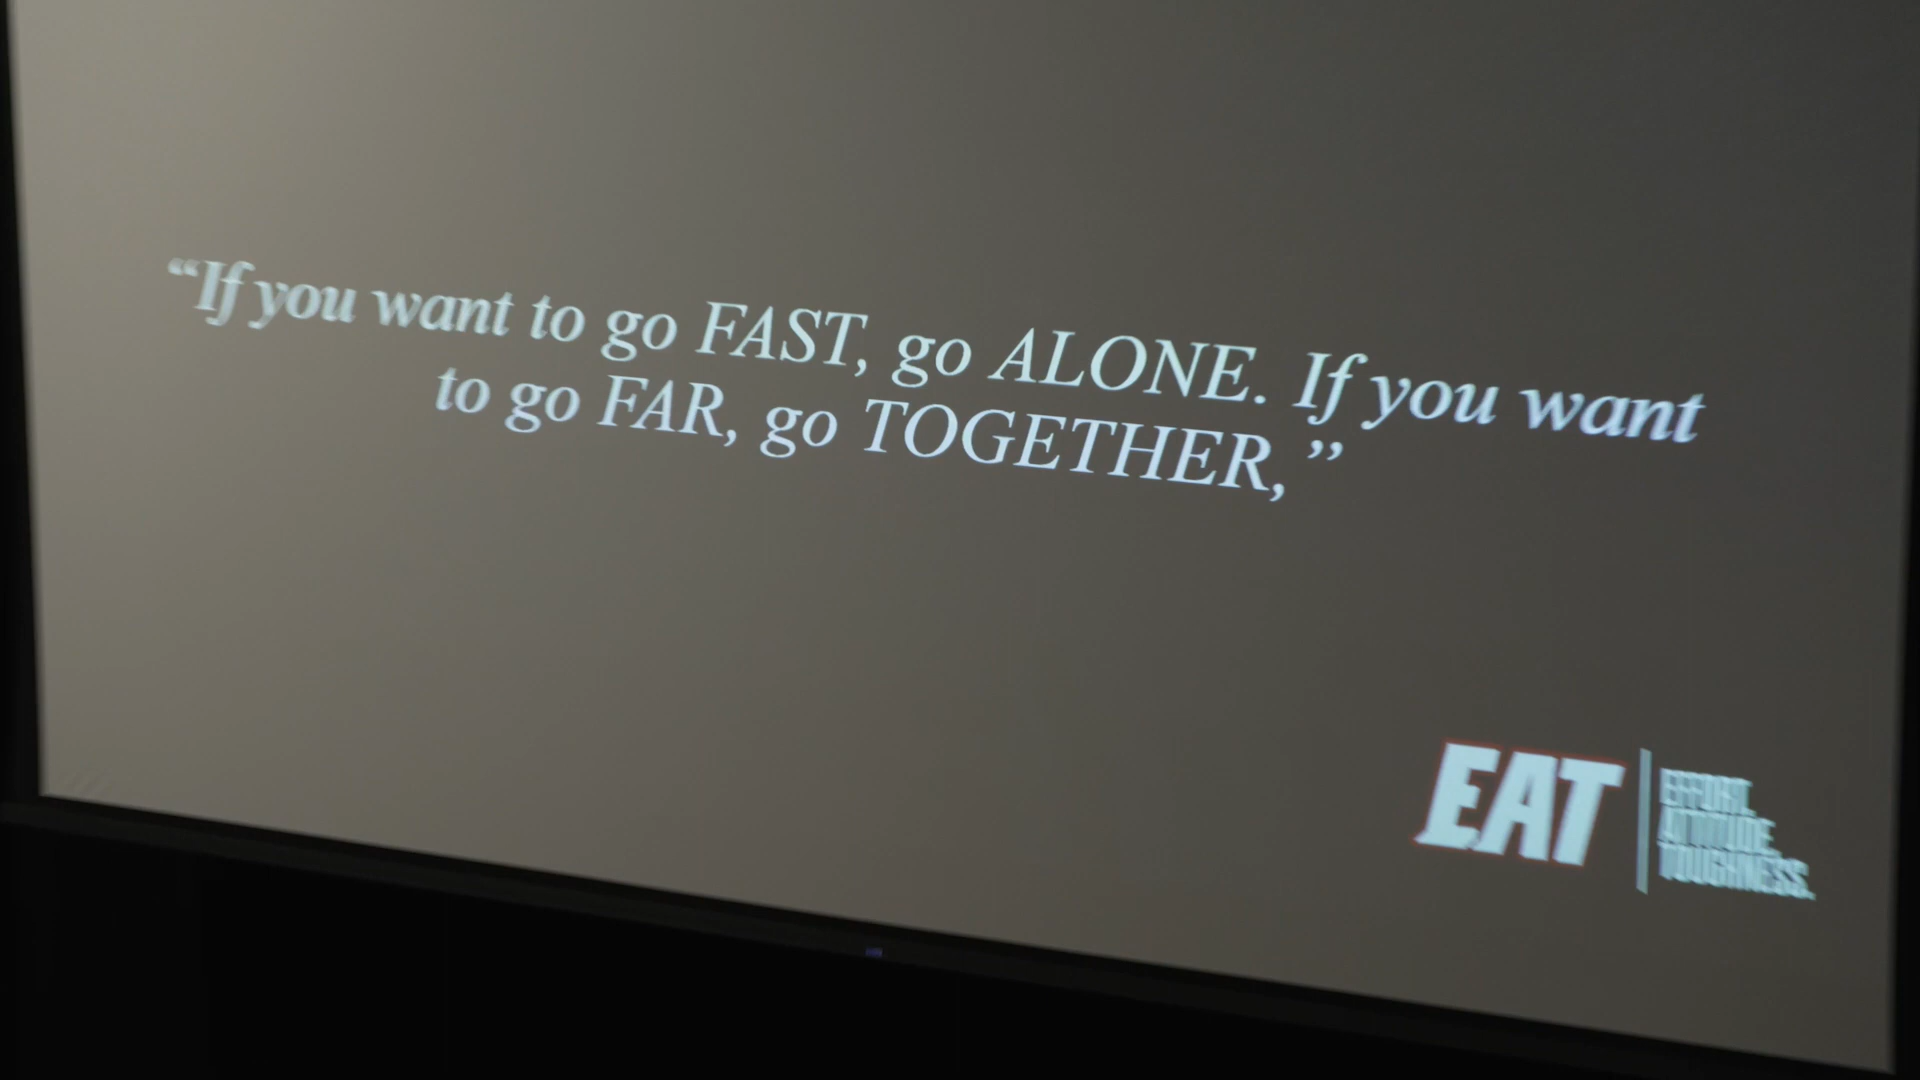 “If you want to go FAST, go ALONE. If you want
to go FAR, go TOGETHER,”
EAT
EFFORT.
ATTITUDE.
TOUGHNESS.